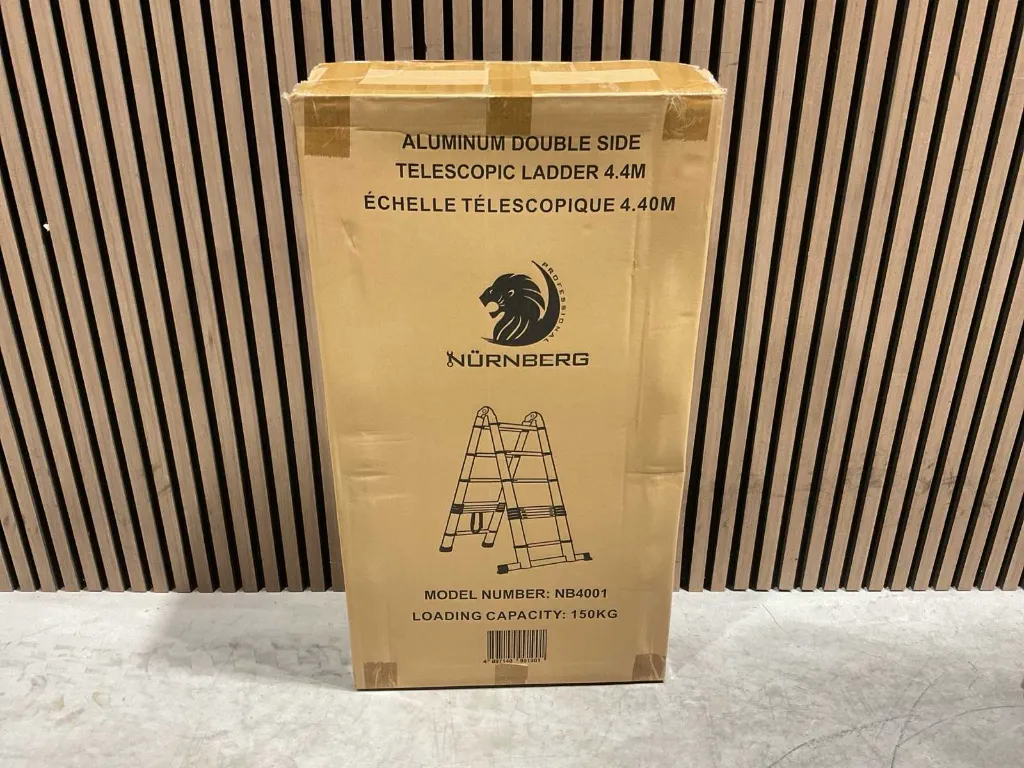 ALUMINUM DOUBLE SIDE
TELESCOPIC LADDER 4.4M
ÉCHELLE TÉLESCOPIQUE 4.40M
PROFESSIONAL
NÜRNBERG
MODEL NUMBER: NB4001
LOADING CAPACITY: 150KG